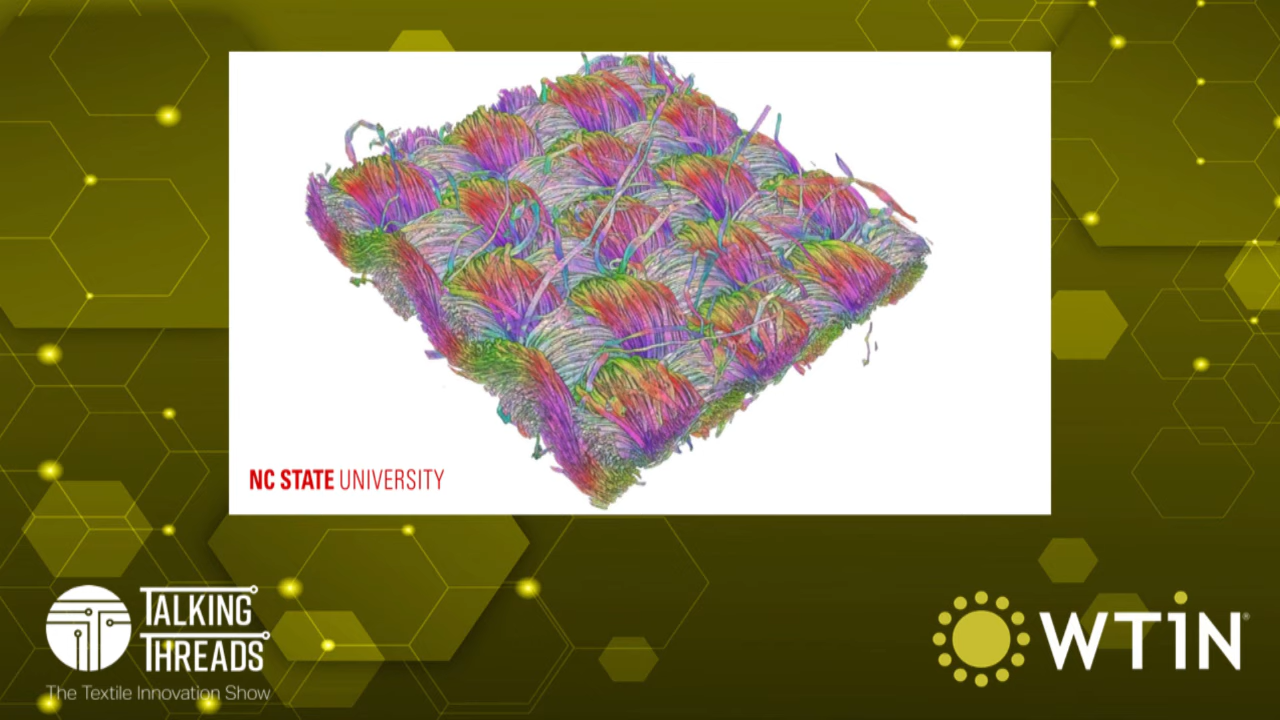 NC STATE UNIVERSITY
TALKING
THREADS
The Textile Innovation Show
WTiN®